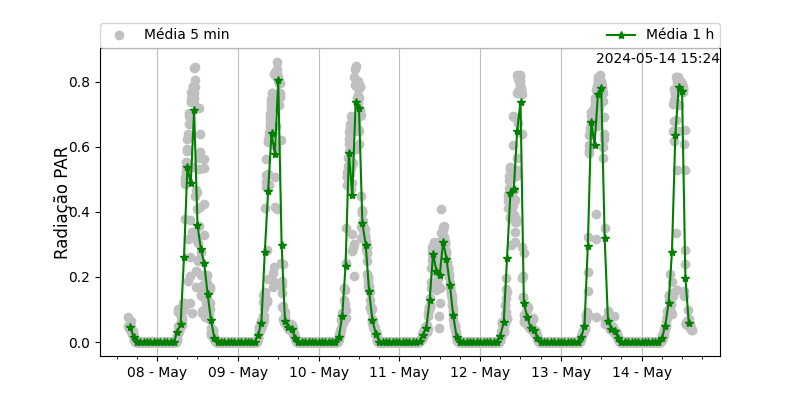 Média 5 min
Média 1 h
2024-05-14 15:24
Radiação PAR
0.8
0.6
0.4
0.2
0.0
08 - May
09 - May
10 - May
11 - May
12 - May
13 - May
14 - May